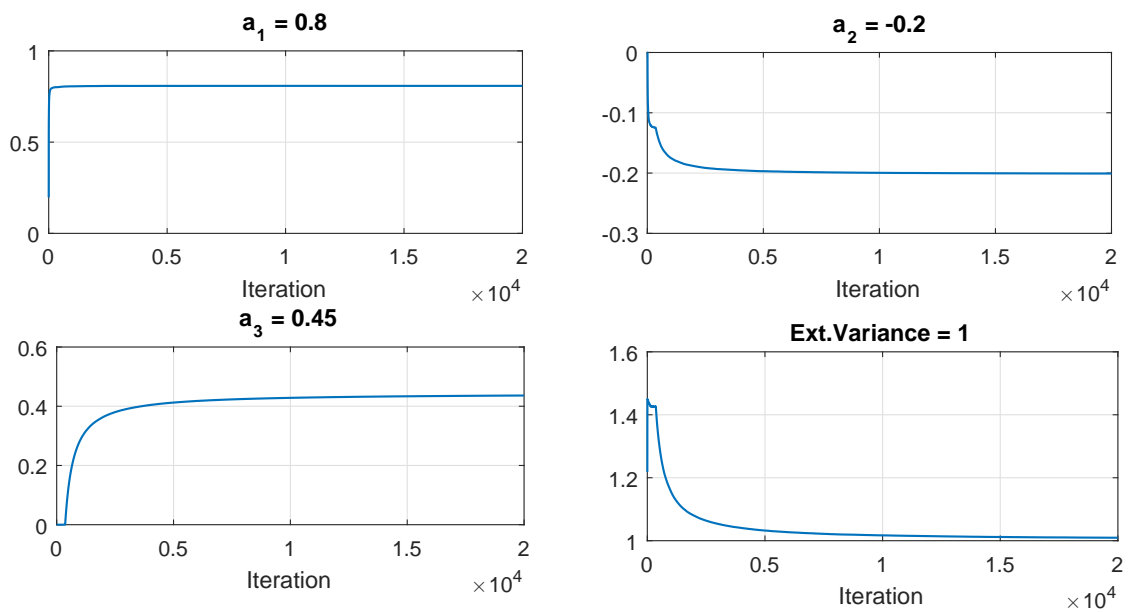 a_1 = 0.8
1
0.5
0
0 0.5 1 1.5 2
Iteration
×10^4
a_2 = -0.2
0
-0.1
-0.2
-0.3
0 0.5 1 1.5 2
Iteration
×10^4
a_3 = 0.45
0.6
0.4
0.2
0
0 0.5 1 1.5 2
Iteration
×10^4
Ext.Variance = 1
1.6
1.4
1.2
1
0 0.5 1 1.5 2
Iteration
×10^4